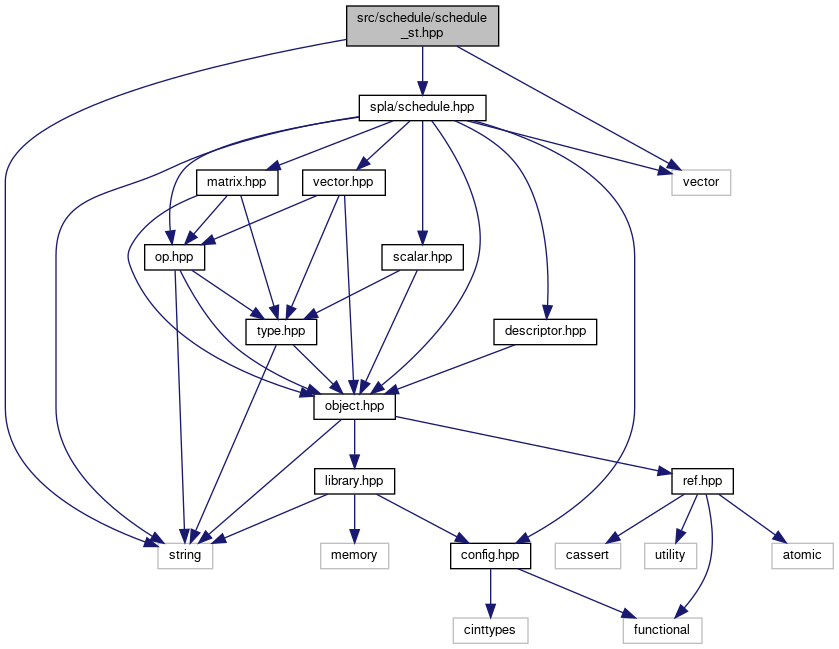 src/schedule/schedule
_st.hpp
spla/schedule.hpp
matrix.hpp
vector.hpp
vector
op.hpp
scalar.hpp
type.hpp
descriptor.hpp
object.hpp
library.hpp
ref.hpp
string
memory
config.hpp
cassert
utility
atomic
cinttypes
functional